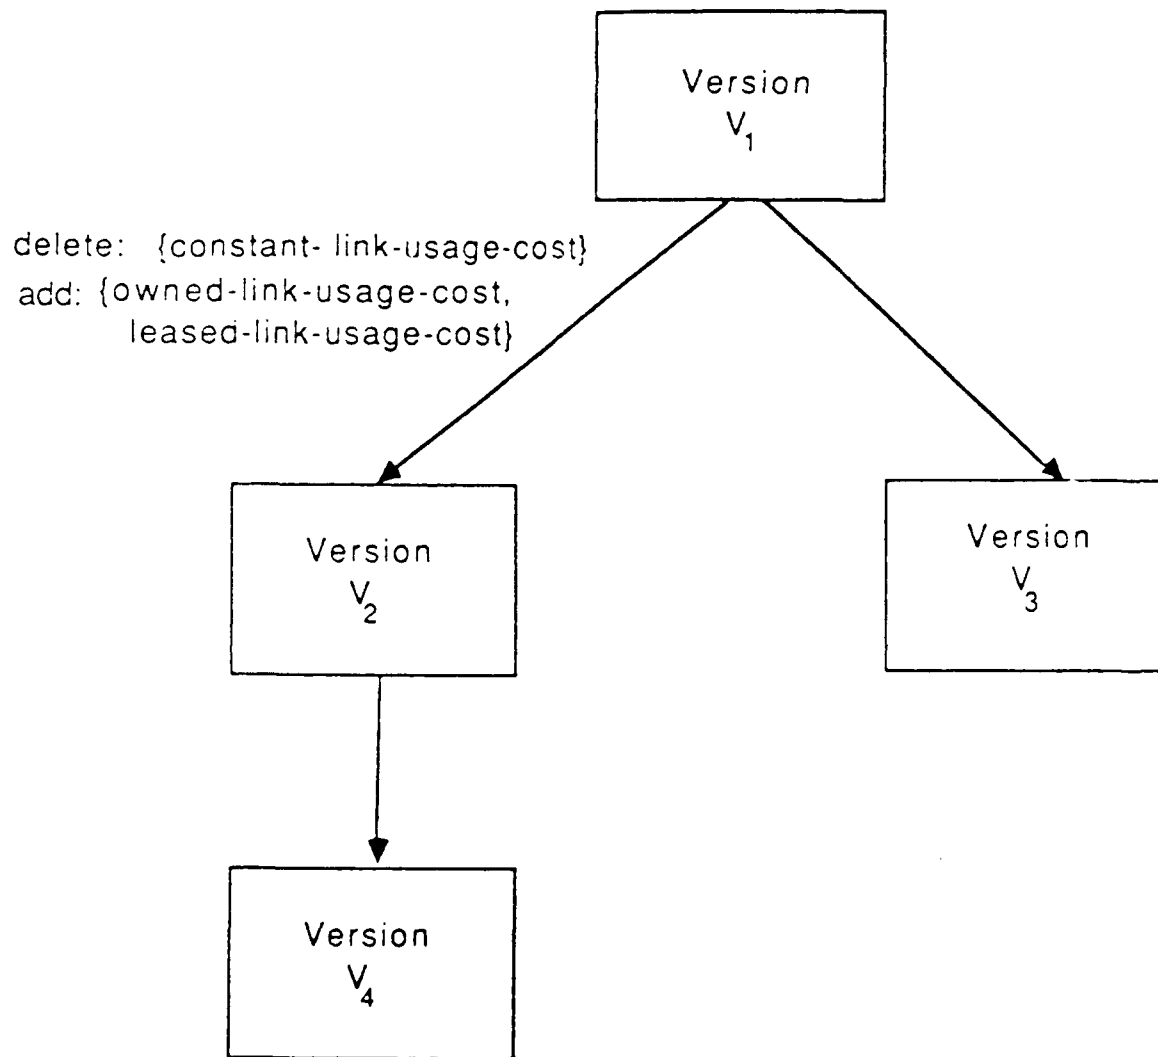 Version
V1
delete: {constant- link-usage-cost}
add: {owned-link-usage-cost,
leased-link-usage-cost}
Version
V2
Version
V3
Version
V4